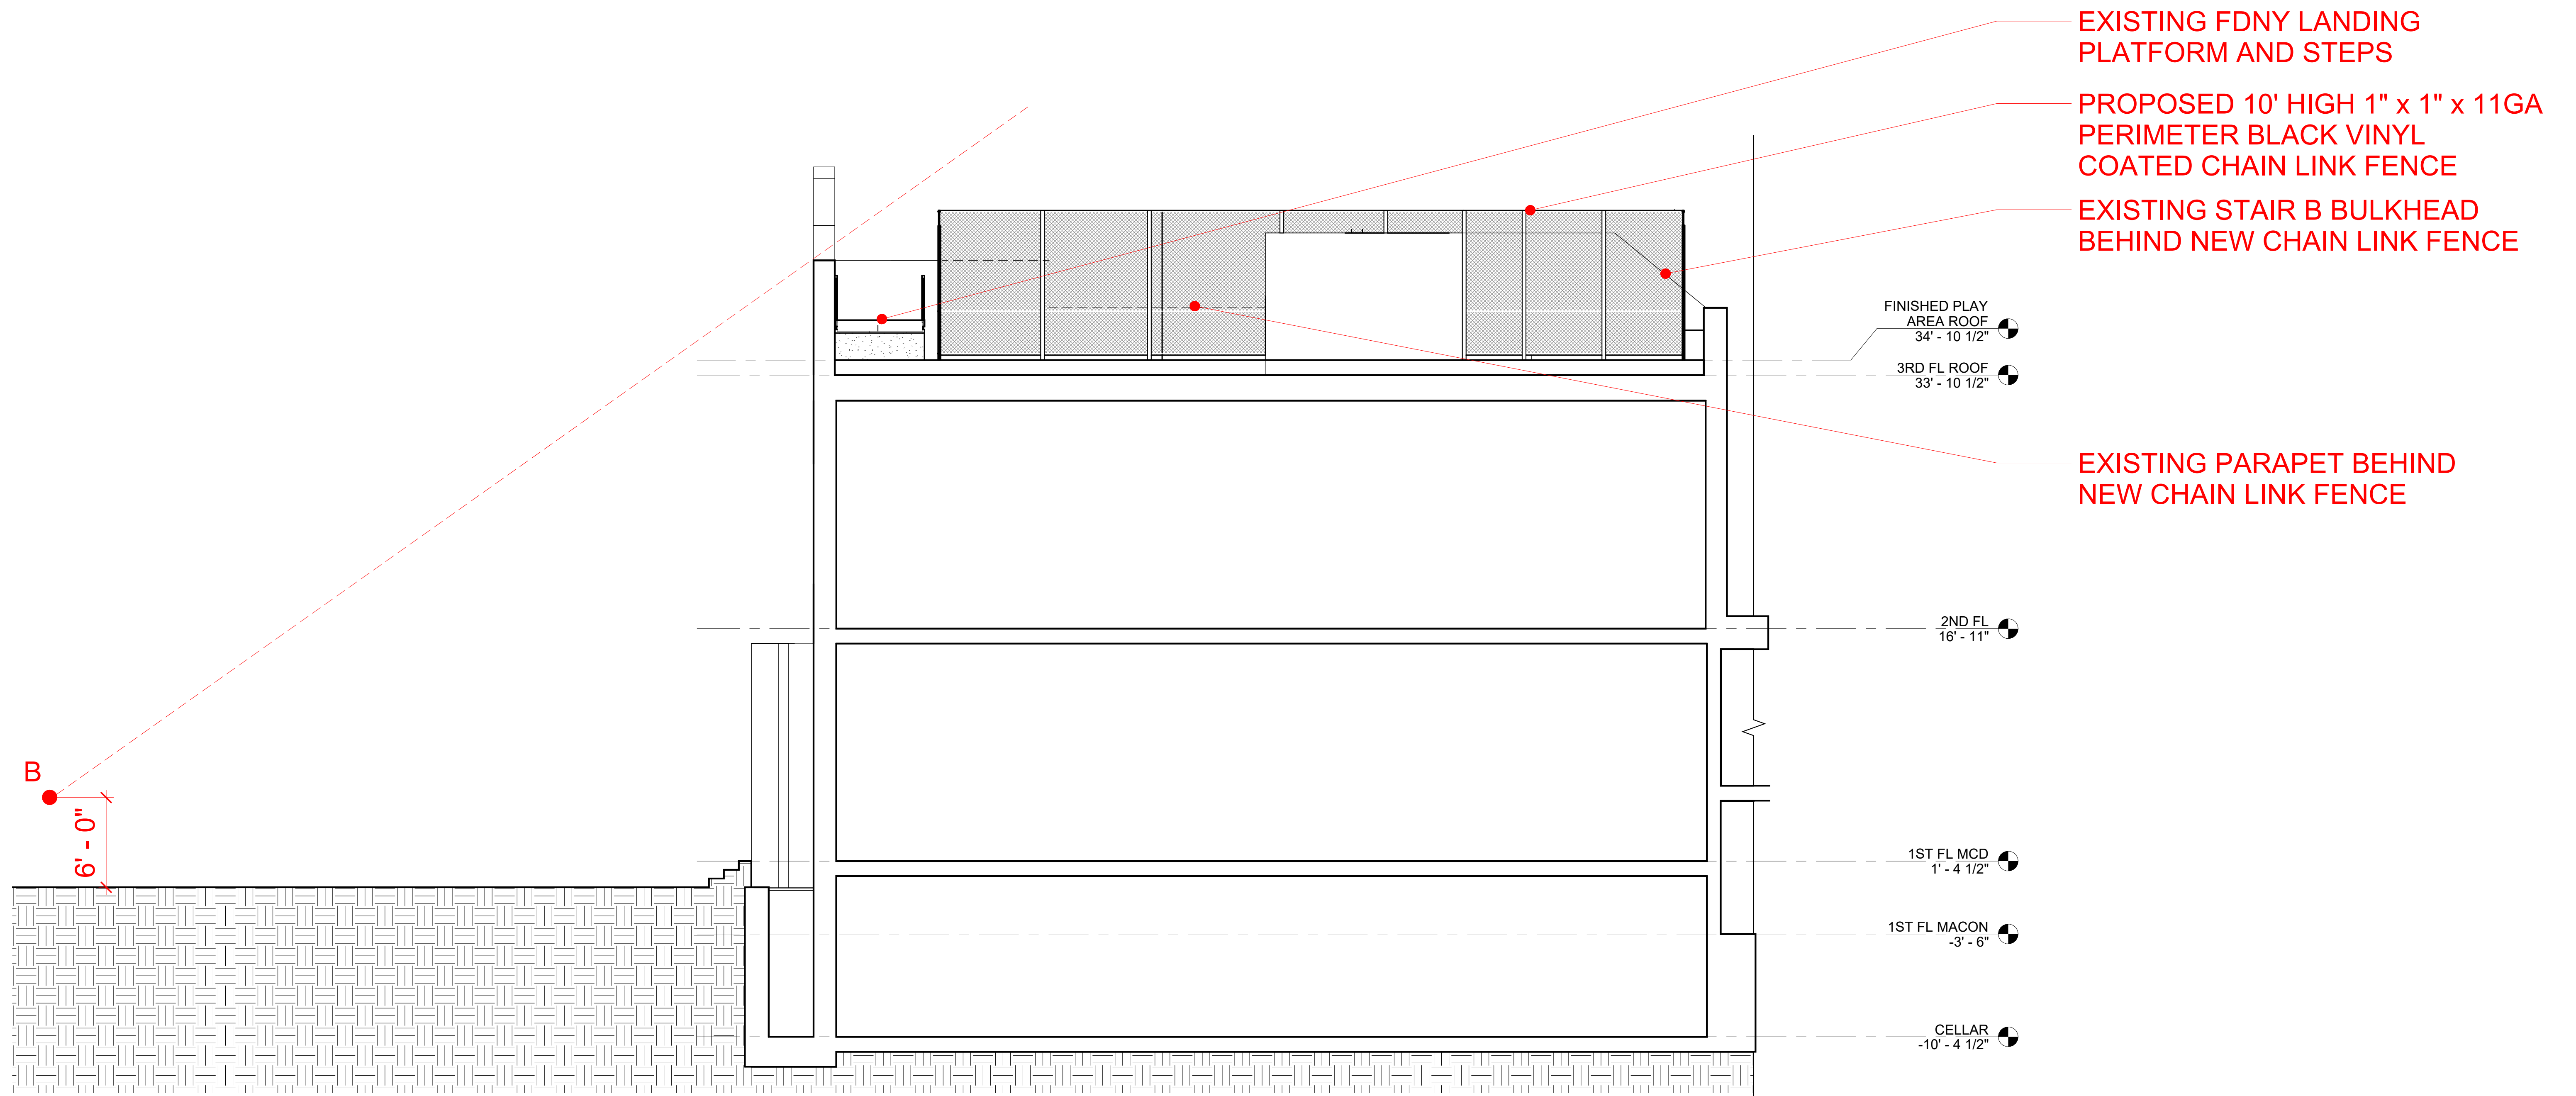 EXISTING FDNY LANDING
PLATFORM AND STEPS
PROPOSED 10' HIGH 1" x 1" x 11GA
PERIMETER BLACK VINYL
COATED CHAIN LINK FENCE
EXISTING STAIR B BULKHEAD
BEHIND NEW CHAIN LINK FENCE
FINISHED PLAY
AREA ROOF
34' - 10 1/2"
3RD FL ROOF
33' - 10 1/2"
EXISTING PARAPET BEHIND
NEW CHAIN LINK FENCE
2ND FL
16' - 11"
B
6' - 0"
1ST FL MCD
1' - 4 1/2"
1ST FL MACON
-3' - 6"
CELLAR
-10' - 4 1/2"